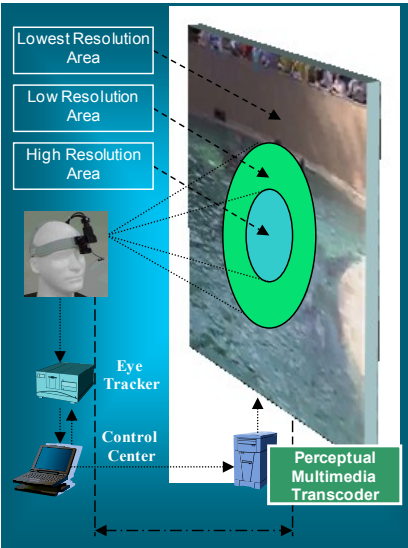 Lowest Resolution
Area
Low Resolution
Area
High Resolution
Area
Eye
Tracker
Control
Center
Perceptual
Multimedia
Transcoder